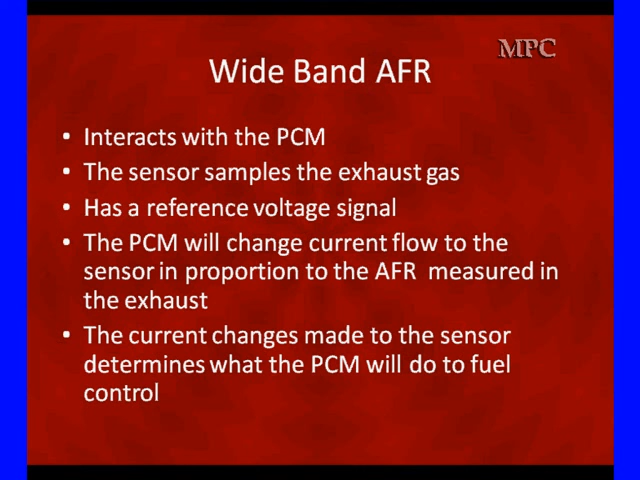 MPC
Wide Band AFR
• Interacts with the PCM
• The sensor samples the exhaust gas
• Has a reference voltage signal
• The PCM will change current flow to the
sensor in proportion to the AFR measured in
the exhaust
• The current changes made to the sensor
determines what the PCM will do to fuel
control